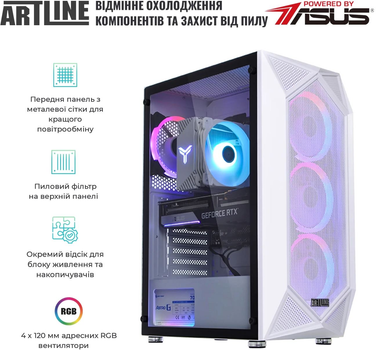 ARTLINE
ВІДМІННЕ ОХОЛОДЖЕННЯ
КОМПОНЕНТІВ ТА ЗАХИСТ ВІД ПИЛУ
POWERED BY
ASUS
Передня панель з
металевої сітки для
кращого
повітрообміну
Пиловий фільтр
на верхній панелі
Окремий відсік для
блоку живлення та
накопичувачів
RGB
4 x 120 мм адресних RGB
вентилятори
GEFORCE RTX
ARTLINE